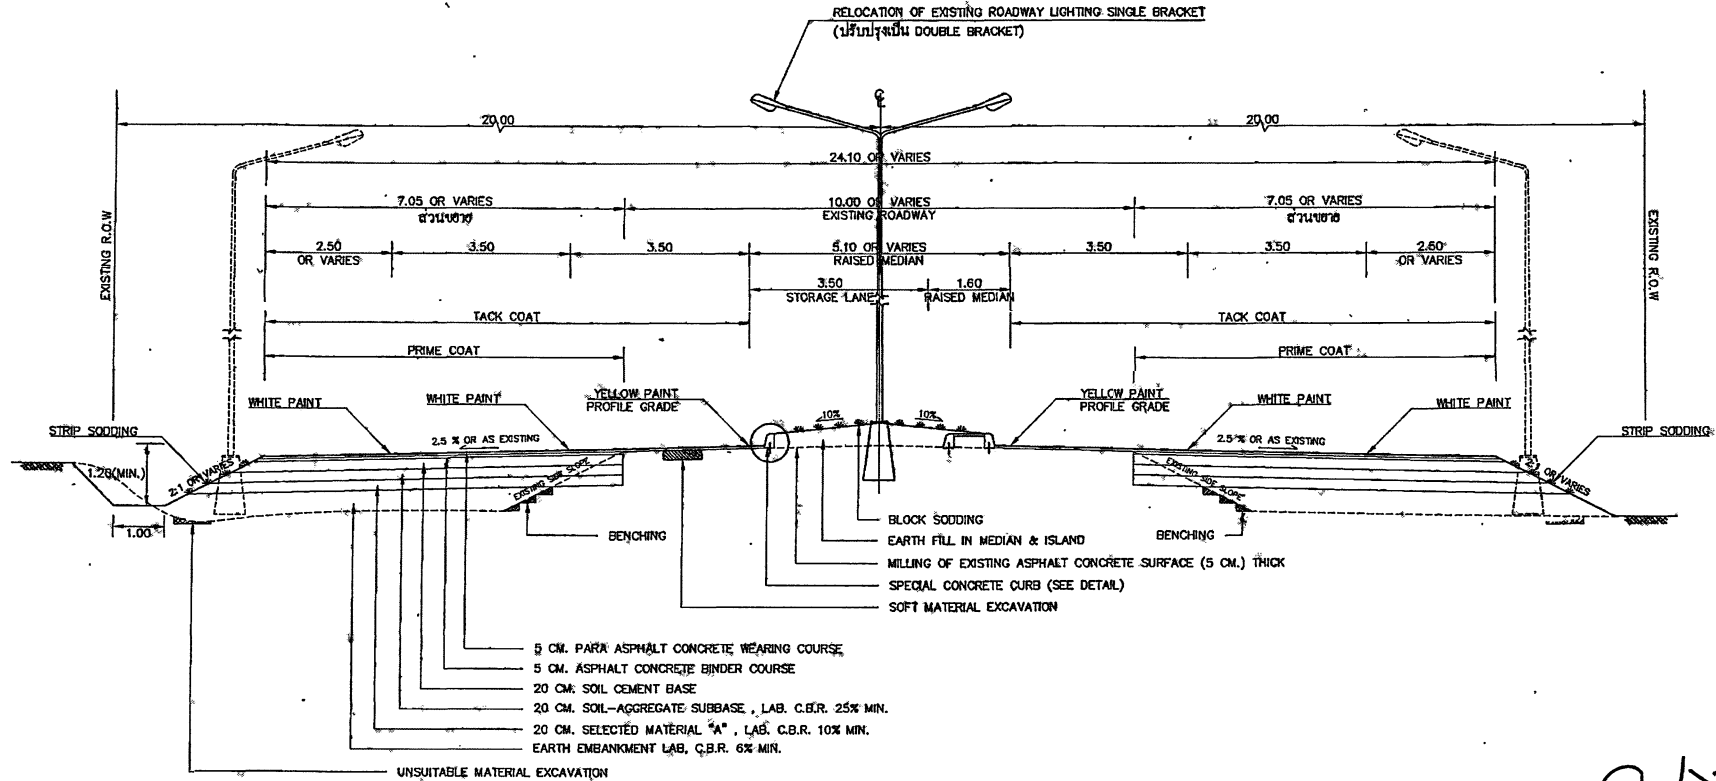 RELOCATION OF EXISTING ROADWAY LIGHTING SINGLE BRACKET
(ปรับปรุงเป็น DOUBLE BRACKET)
20.00
20.00
24.10 OR VARIES
7.05 OR VARIES
ส่วนขยาย
10.00 OR VARIES
EXISTING ROADWAY
7.05 OR VARIES
ส่วนขยาย
EXISTING R.O.W
EXISTING R.O.W
2.50
OR VARIES
3.50
3.50
5.10 OR VARIES
RAISED MEDIAN
3.50
3.50
2.50
OR VARIES
3.50
STORAGE LANE
1.60
RAISED MEDIAN
TACK COAT
TACK COAT
PRIME COAT
PRIME COAT
WHITE PAINT
WHITE PAINT
YELLOW PAINT
PROFILE GRADE
YELLOW PAINT
PROFILE GRADE
WHITE PAINT
WHITE PAINT
STRIP SODDING
10%
10%
STRIP SODDING
2.5 % OR AS EXISTING
2.5 % OR AS EXISTING
1.20(MIN.)
2:1 OR VARIES
EXISTING SIDE SLOPE
EXISTING SIDE SLOPE
2:1 OR VARIES
1.00
BENCHING
BENCHING
BLOCK SODDING
EARTH FILL IN MEDIAN & ISLAND
MILLING OF EXISTING ASPHALT CONCRETE SURFACE (5 CM.) THICK
SPECIAL CONCRETE CURB (SEE DETAIL)
SOFT MATERIAL EXCAVATION
5 CM. PARA ASPHALT CONCRETE WEARING COURSE
5 CM. ASPHALT CONCRETE BINDER COURSE
20 CM. SOIL CEMENT BASE
20 CM. SOIL-AGGREGATE SUBBASE , LAB. C.B.R. 25% MIN.
20 CM. SELECTED MATERIAL "A" , LAB. C.B.R. 10% MIN.
EARTH EMBANKMENT LAB. C.B.R. 6% MIN.
UNSUITABLE MATERIAL EXCAVATION